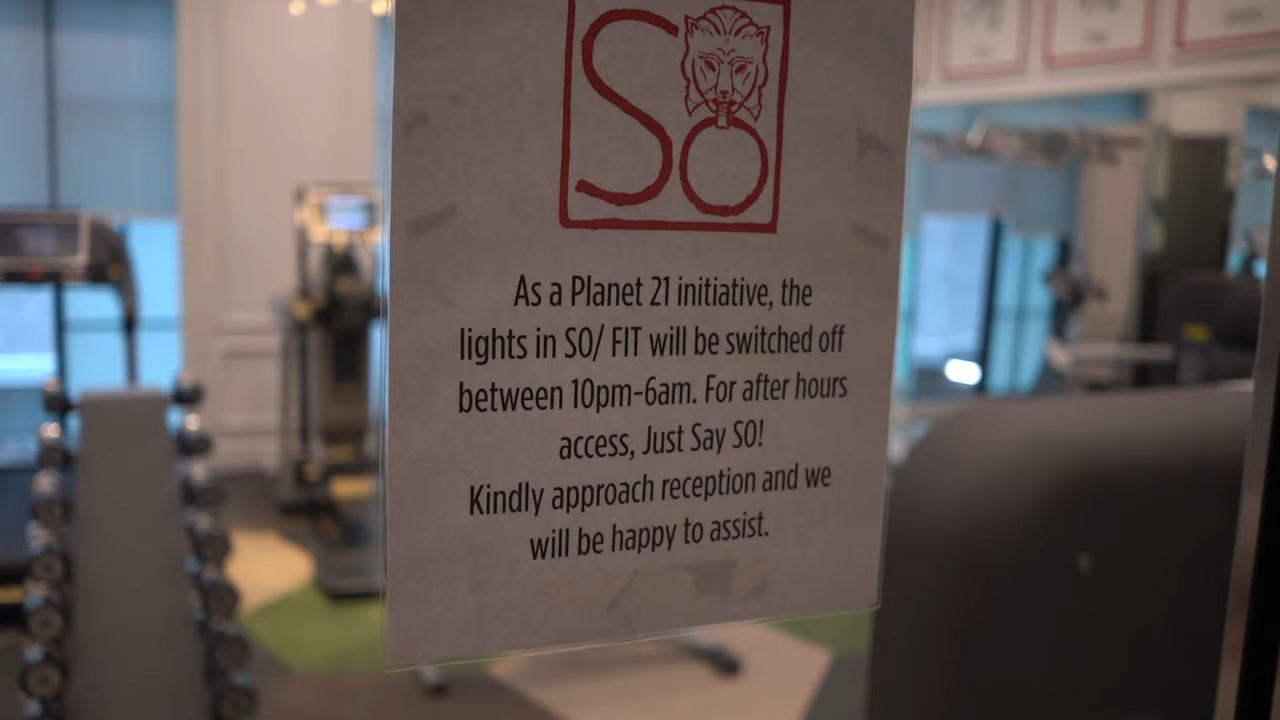 SO
As a Planet 21 initiative, the
lights in SO/ FIT will be switched off
between 10pm-6am. For after hours
access, Just Say SO!
Kindly approach reception and we
will be happy to assist.